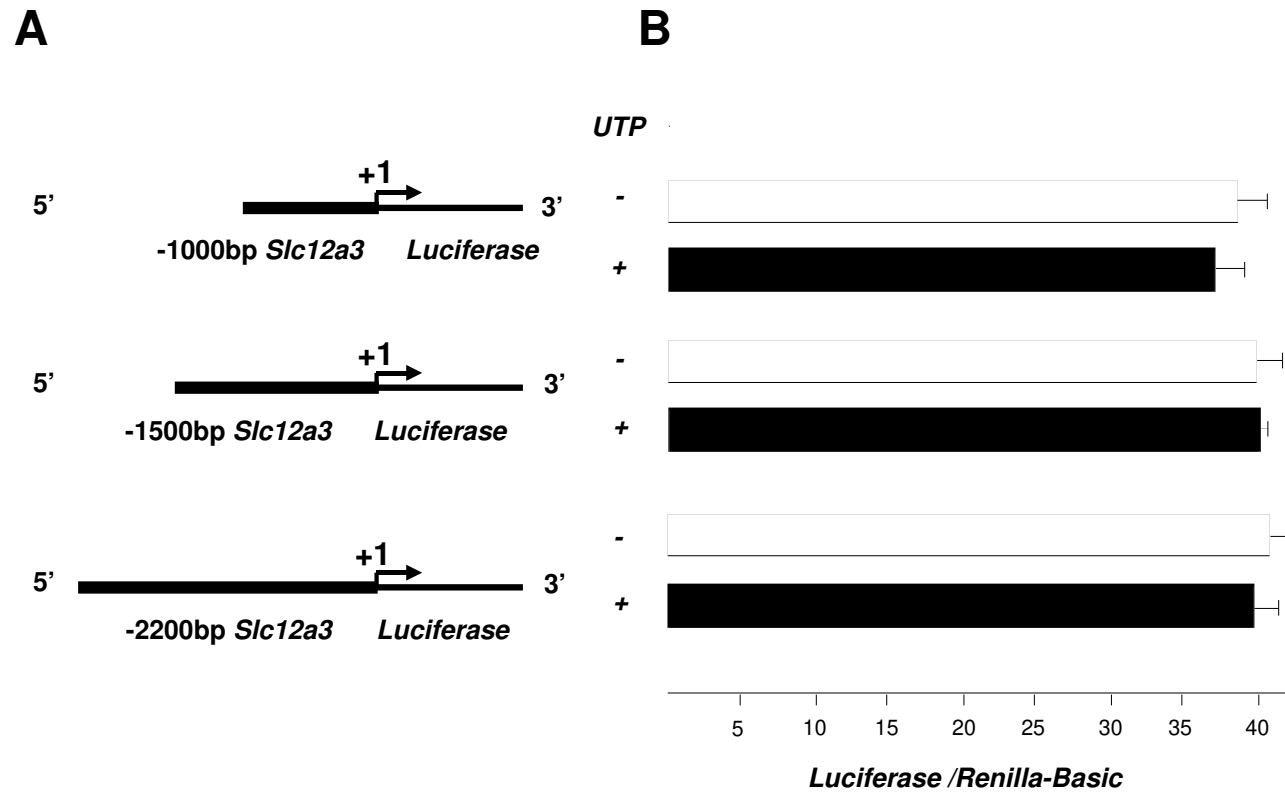 A
B
UTP
+1
5’
3’
-
-1000bp Slc12a3
Luciferase
+
+1
5’
3’
-
-1500bp Slc12a3
Luciferase
+
+1
5’
3’
-
-2200bp Slc12a3
Luciferase
+
5 10 15 20 25 30 35 40
Luciferase /Renilla-Basic